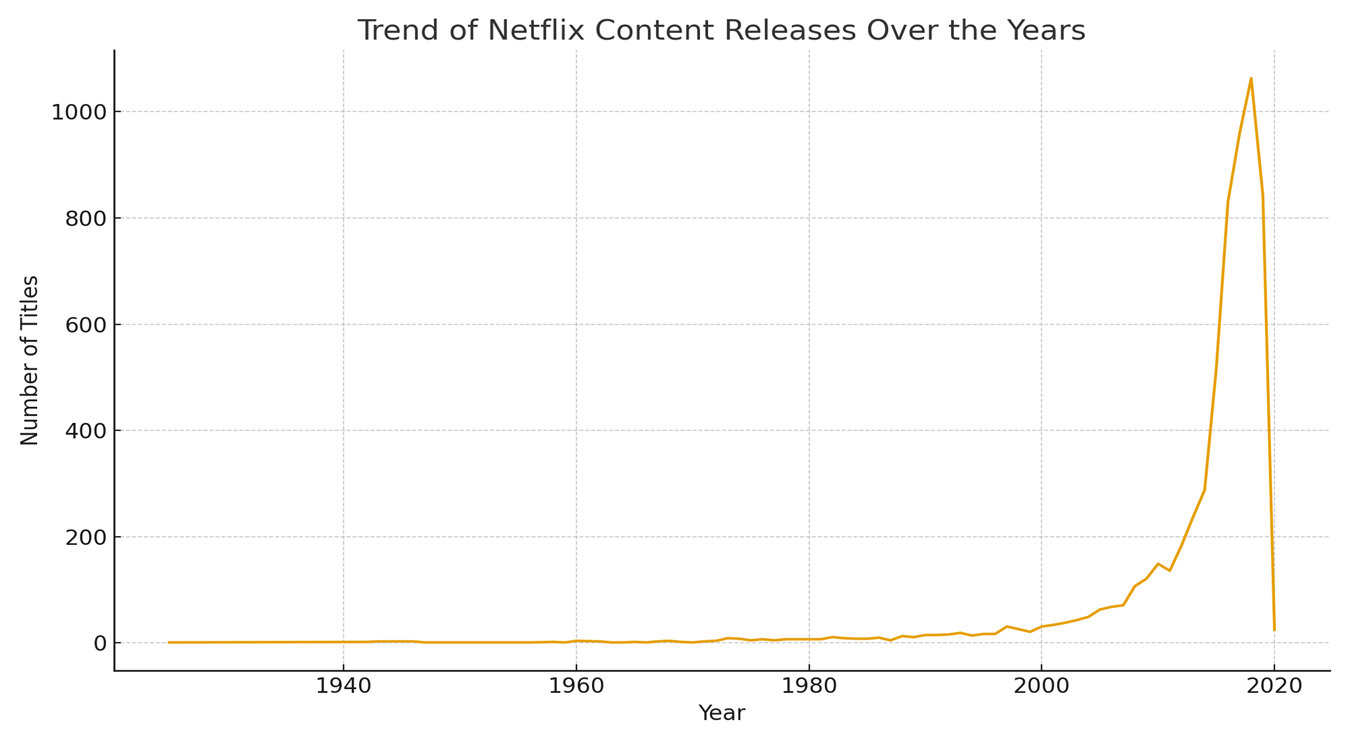 Trend of Netflix Content Releases Over the Years
1000
800
600
400
200
0
Number of Titles
1940 1960 1980 2000 2020
Year